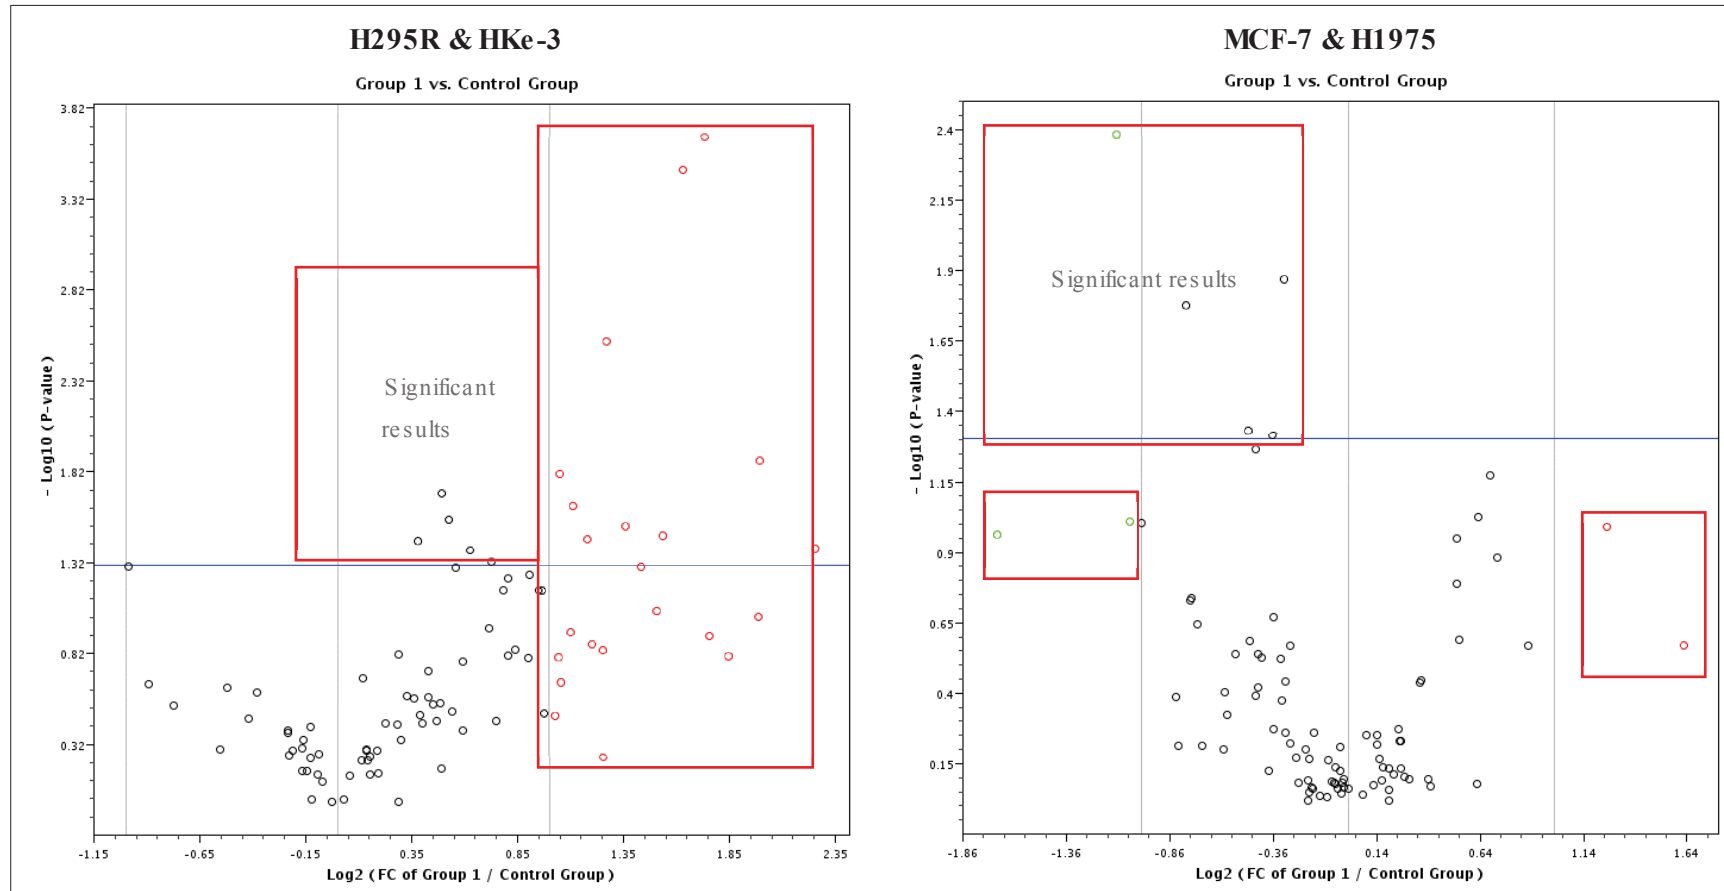 H295R & HKe-3
Group 1 vs. Control Group
3.82
3.32
2.82
2.32
1.82
1.32
0.82
0.32
- Log10 (P-value)
Significant
results
-1.15 -0.65 -0.15 0.35 0.85 1.35 1.85 2.35
Log2 (FC of Group 1 / Control Group)
MCF-7 & H1975
Group 1 vs. Control Group
2.4
2.15
1.9
1.65
1.4
1.15
0.9
0.65
0.4
0.15
- Log10 (P-value)
Significant results
-1.86 -1.36 -0.86 -0.36 0.14 0.64 1.14 1.64
Log2 (FC of Group 1 / Control Group)